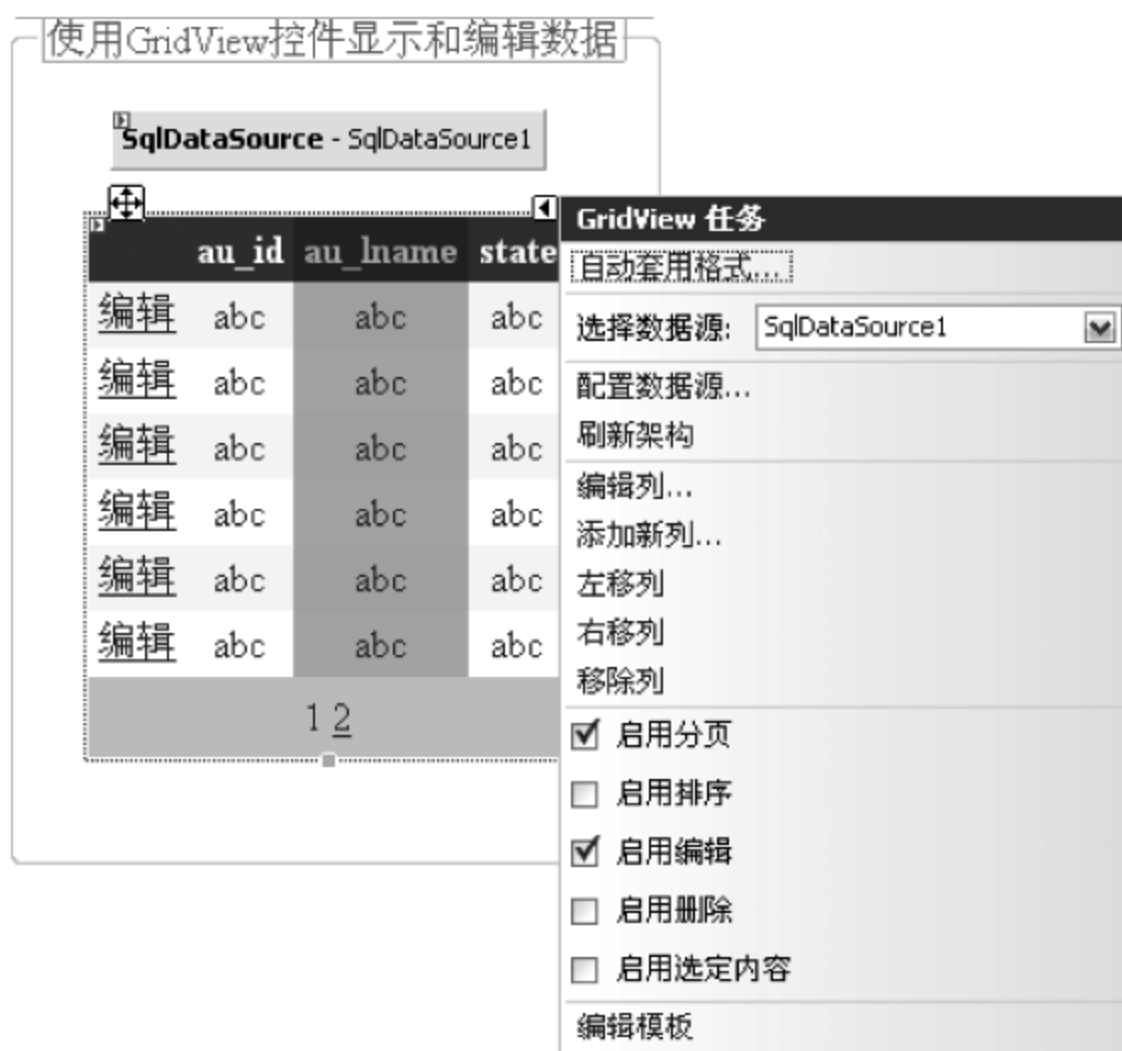 使用GridView控件显示和编辑数据
SqlDataSource - SqlDataSource1
au_id au_lname state
编辑 abc abc abc
编辑 abc abc abc
编辑 abc abc abc
编辑 abc abc abc
编辑 abc abc abc
编辑 abc abc abc
1 2
GridView 任务
自动套用格式...
选择数据源: SqlDataSource1
配置数据源...
刷新架构
编辑列...
添加新列...
左移列
右移列
移除列
启用分页
启用排序
启用编辑
启用删除
启用选定内容
编辑模板